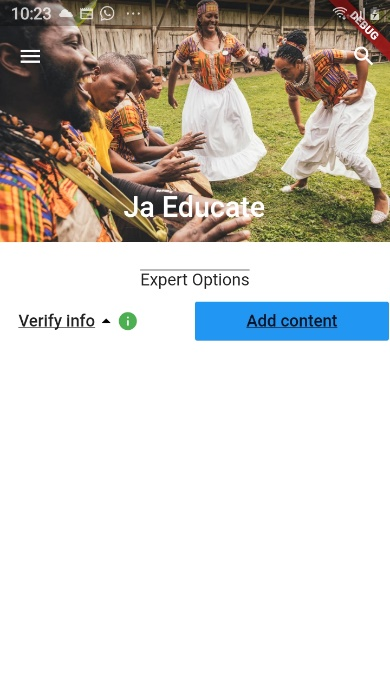 10:23
DEBUG
Ja Educate
Expert Options
Verify info
Add content